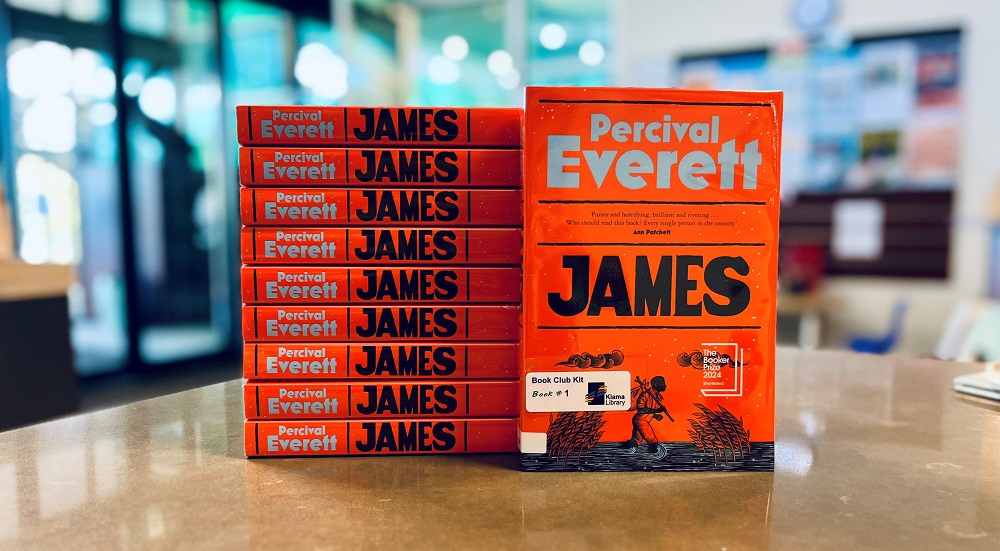 Percival
Everett
JAMES
Percival
Everett
JAMES
Percival
Everett
JAMES
Percival
Everett
JAMES
Percival
Everett
JAMES
Percival
Everett
JAMES
Percival
Everett
JAMES
Percival
Everett
JAMES
Percival
Everett
JAMES
Percival
Everett
Funny and horrifying, brilliant and riveting . . .
Who should read this book? Every single person in the country.'
Ann Patchett
JAMES
The
Booker
Prize
2024
Shortlisted
Book Club Kit
Book # 1
Kiama
Library